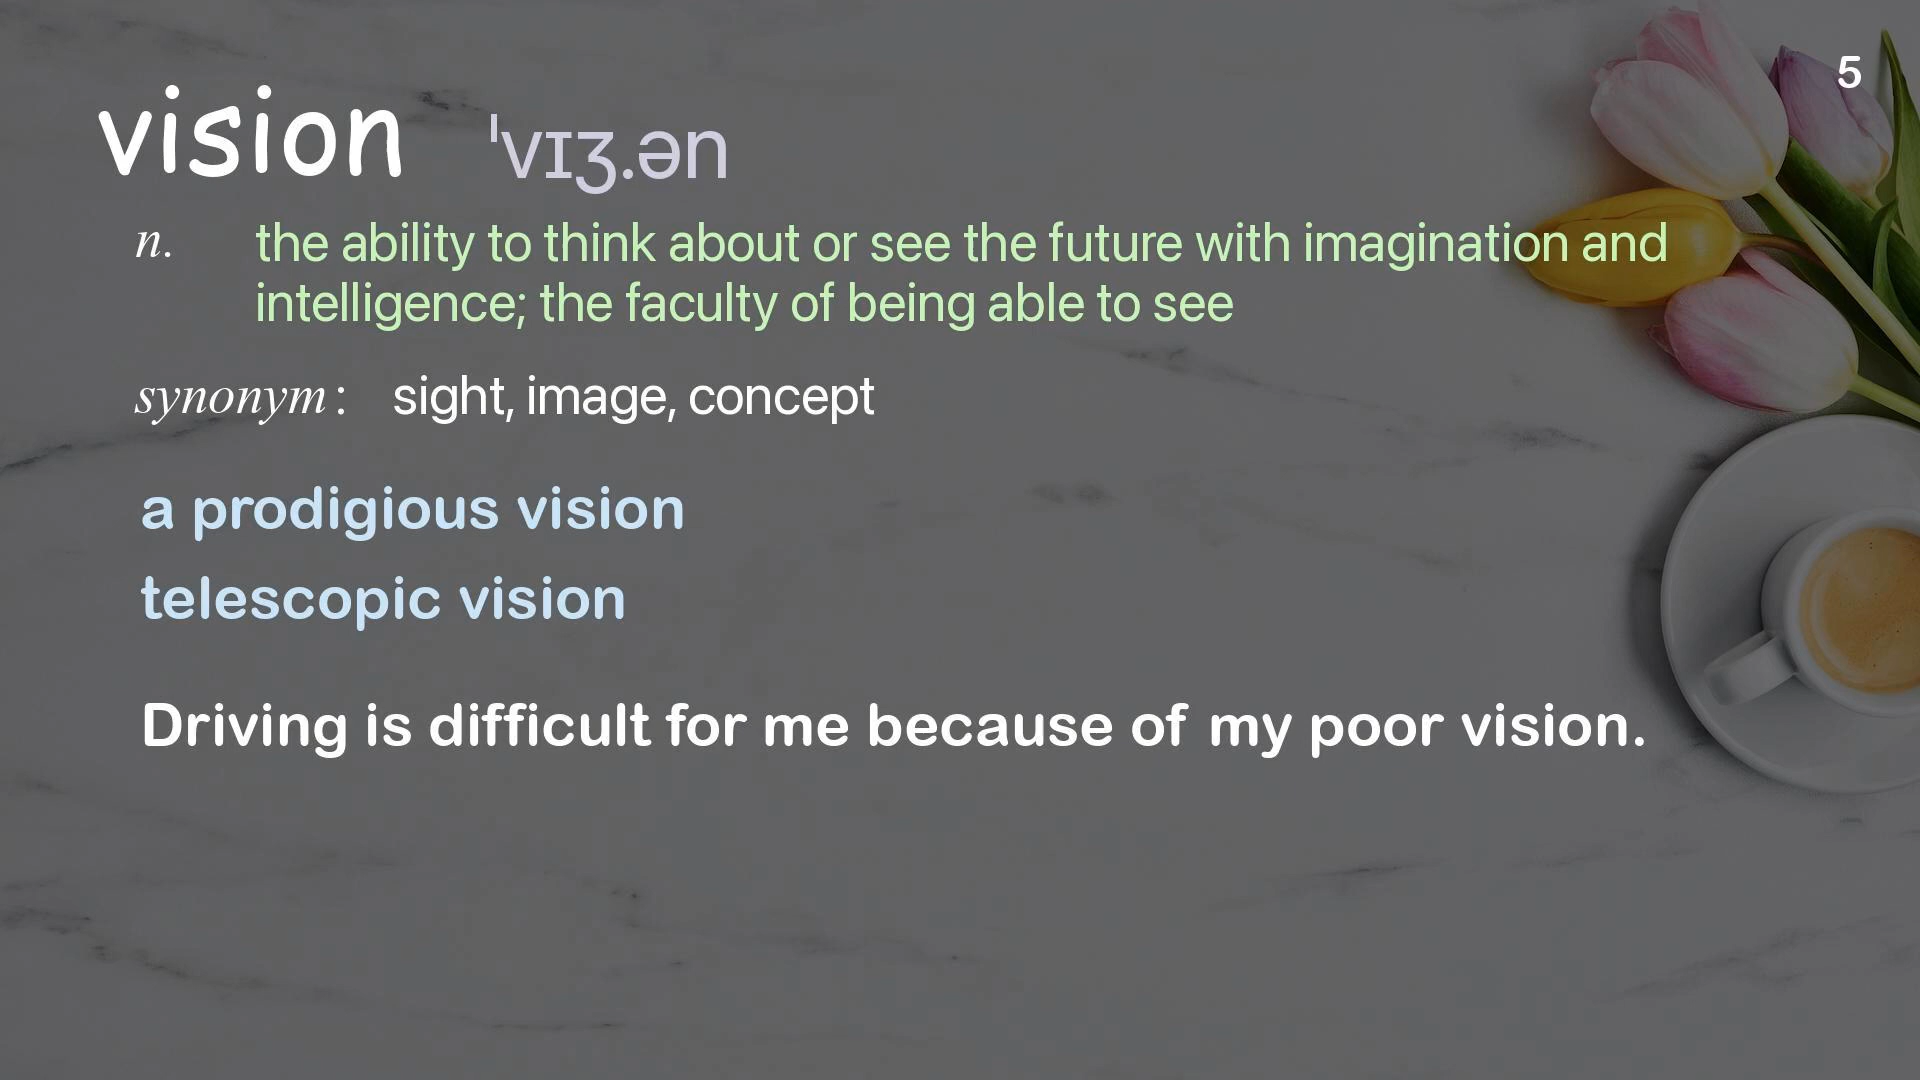 5
vision ˈvɪʒ.ən
n. the ability to think about or see the future with imagination and
intelligence; the faculty of being able to see
synonym: sight, image, concept
a prodigious vision
telescopic vision
Driving is difficult for me because of my poor vision.